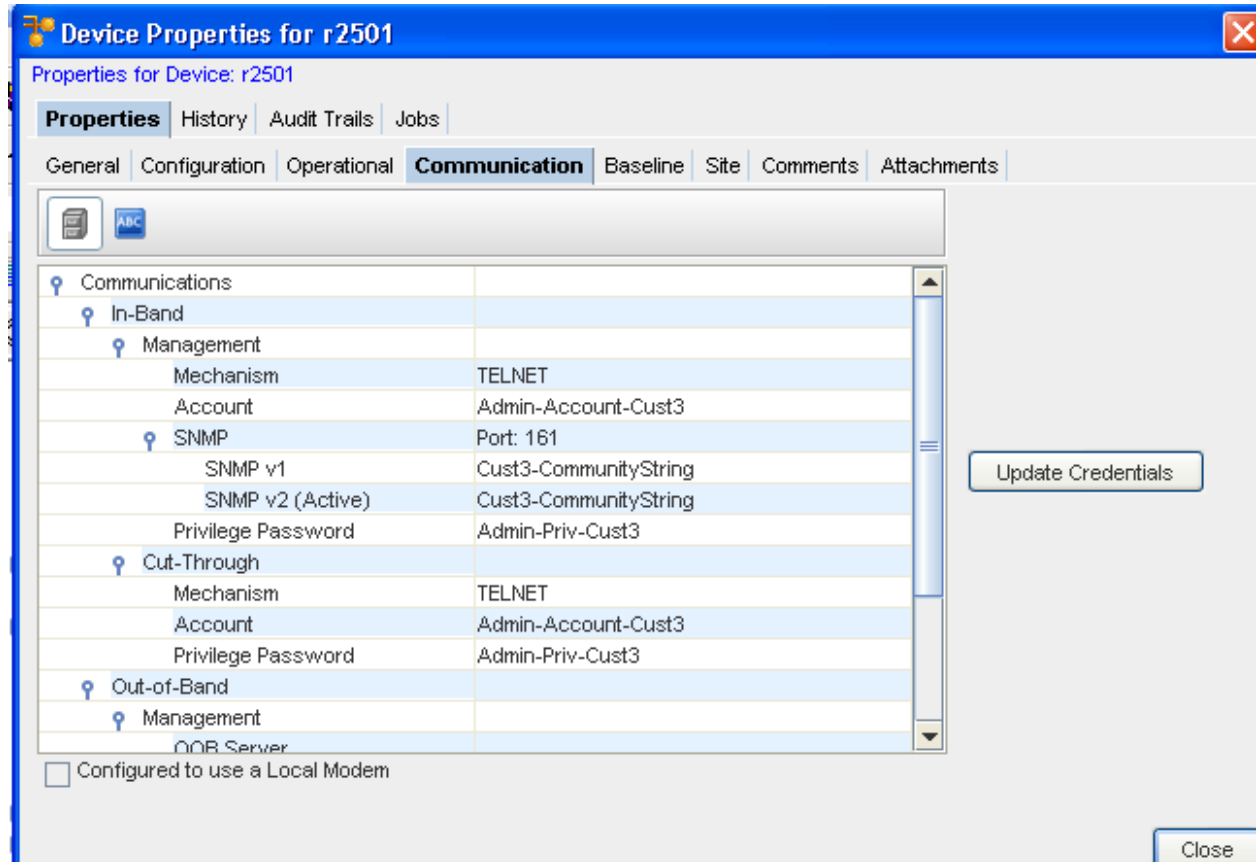 Device Properties for r2501
Properties for Device: r2501
Properties History Audit Trails Jobs
General Configuration Operational Communication Baseline Site Comments Attachments
ABC
Communications
In-Band
Management
Mechanism TELNET
Account Admin-Account-Cust3
SNMP Port: 161
SNMP v1 Cust3-CommunityString
SNMP v2 (Active) Cust3-CommunityString
Update Credentials
Privilege Password Admin-Priv-Cust3
Cut-Through
Mechanism TELNET
Account Admin-Account-Cust3
Privilege Password Admin-Priv-Cust3
Out-of-Band
Management
OOB Server
Configured to use a Local Modem
Close